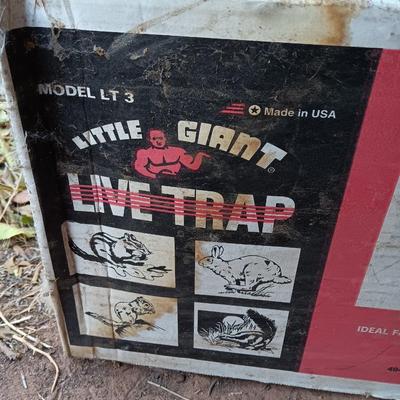 MODEL LT 3
Made in USA
LITTLE GIANT®
LIVE TRAP
IDEAL F